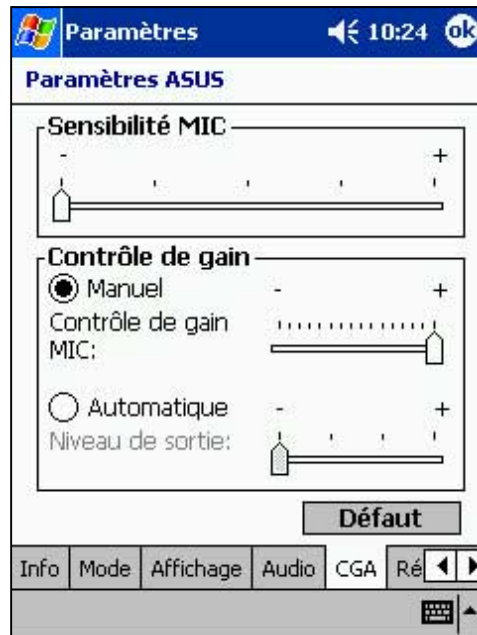 Paramètres 10:24 ok
Paramètres ASUS
Sensibilité MIC
- +
Contrôle de gain
Manuel - +
Contrôle de gain
MIC:
Automatique - +
Niveau de sortie:
Défaut
Info Mode Affichage Audio CGA Ré